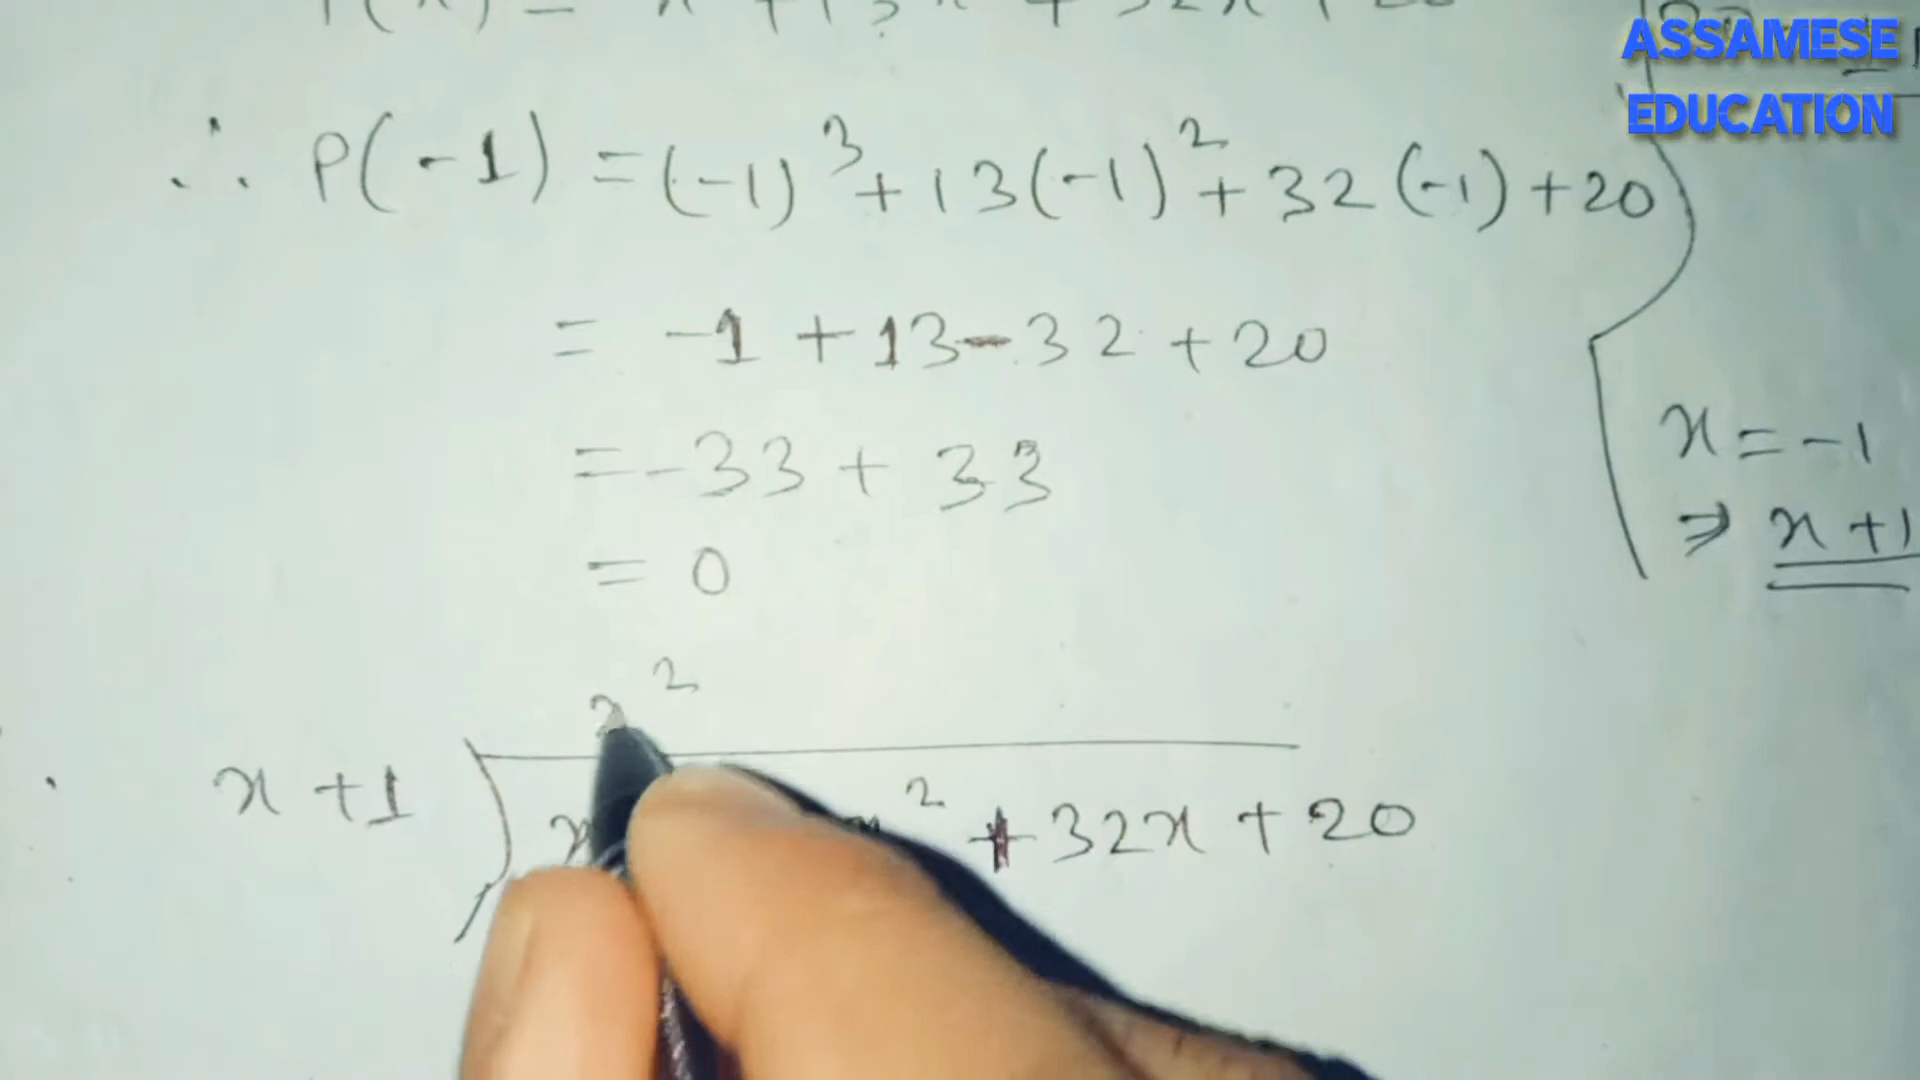 ASSAMESE
EDUCATION
∴ P(-1) = (-1)³ + 13(-1)² + 32(-1) + 20
= -1 + 13 - 32 + 20
= -33 + 33
= 0
x = -1
⇒ x + 1
x²
x + 1 ) x ² + 32x + 20